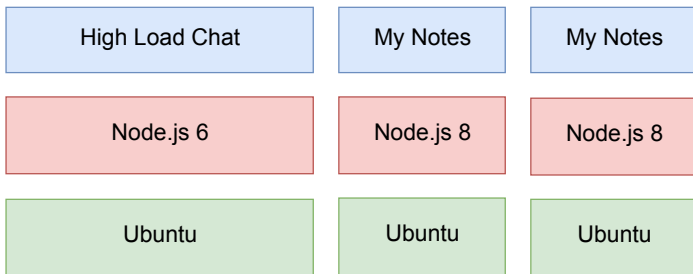 High Load Chat
My Notes
My Notes
Node.js 6
Node.js 8
Node.js 8
Ubuntu
Ubuntu
Ubuntu